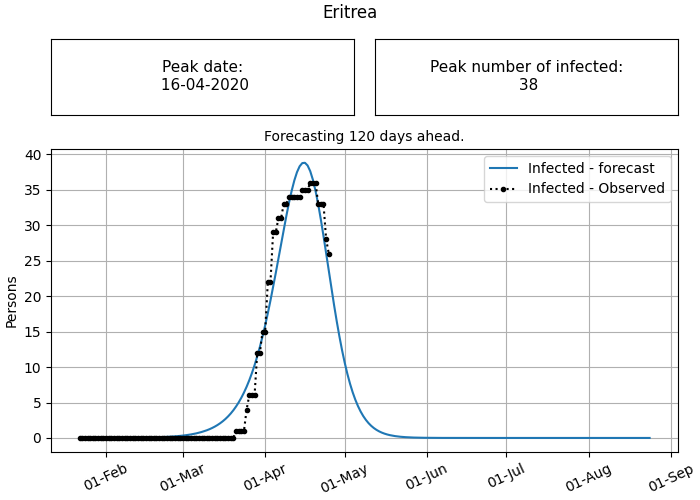 Eritrea
Peak date:
16-04-2020
Peak number of infected:
38
Forecasting 120 days ahead.
Infected - forecast
Infected - Observed
Persons
40
35
30
25
20
15
10
5
0
01-Feb
01-Mar
01-Apr
01-May
01-Jun
01-Jul
01-Aug
01-Sep